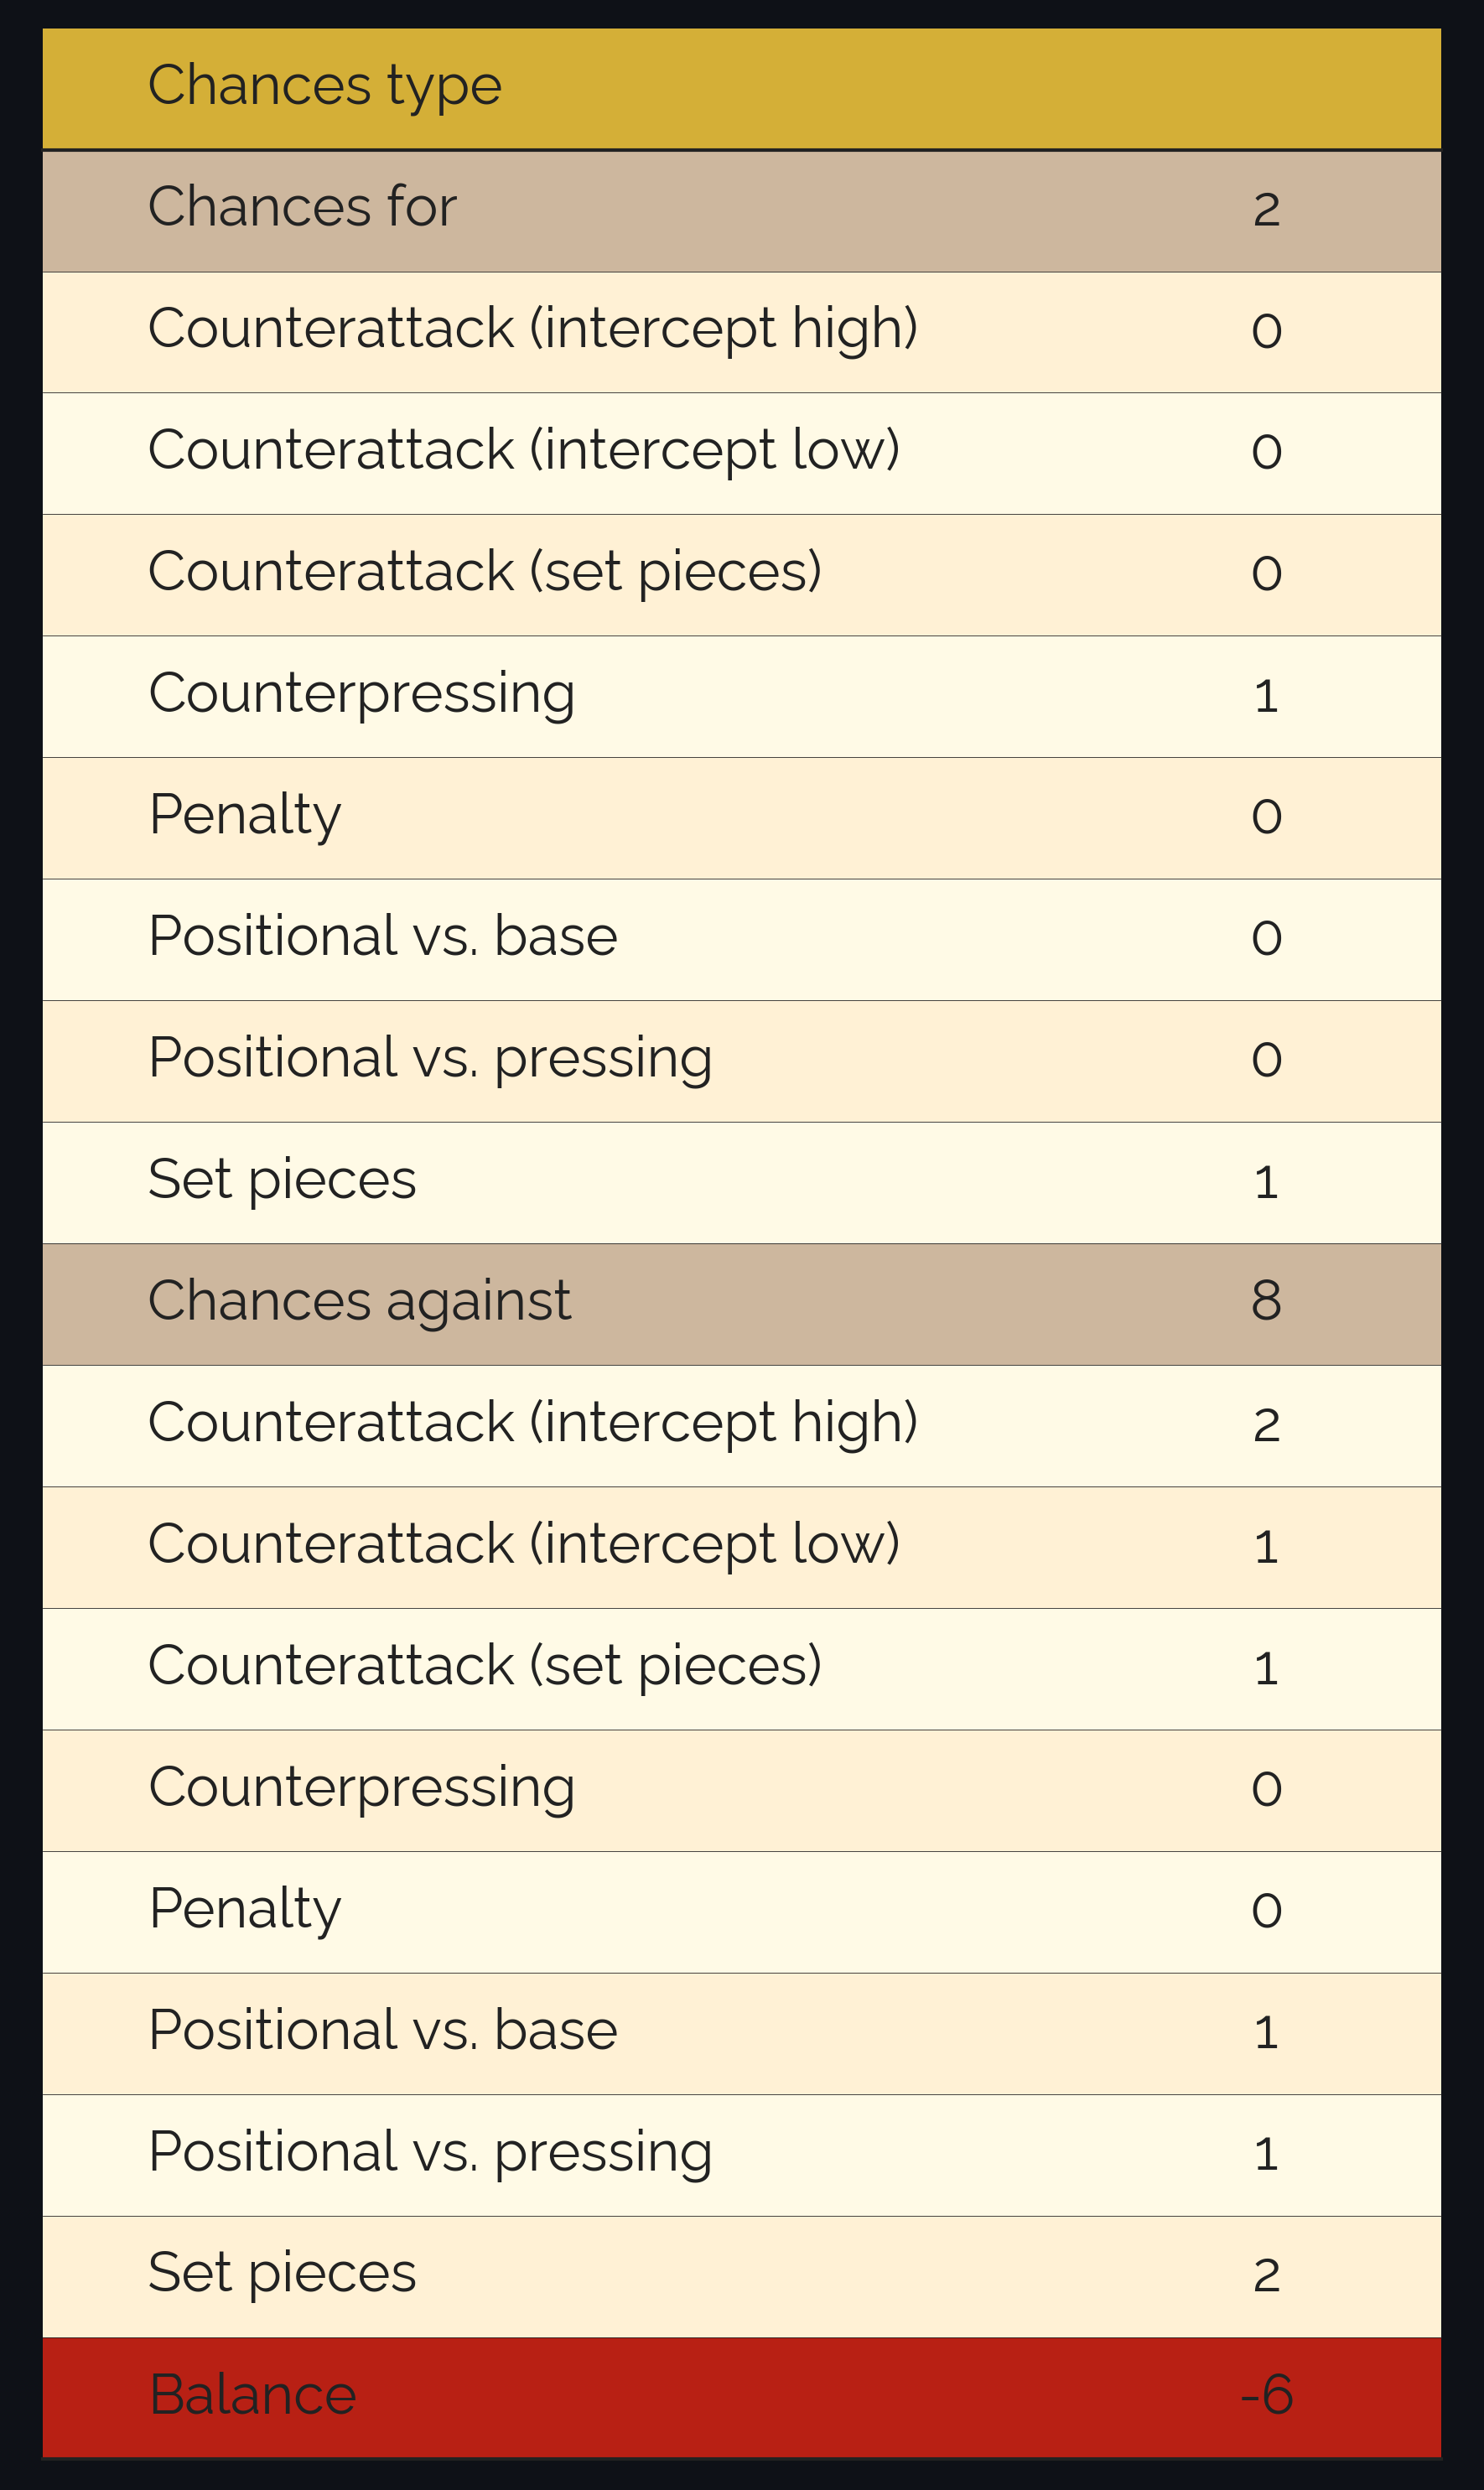 Chances type
Chances for 2
Counterattack (intercept high) 0
Counterattack (intercept low) 0
Counterattack (set pieces) 0
Counterpressing 1
Penalty 0
Positional vs. base 0
Positional vs. pressing 0
Set pieces 1
Chances against 8
Counterattack (intercept high) 2
Counterattack (intercept low) 1
Counterattack (set pieces) 1
Counterpressing 0
Penalty 0
Positional vs. base 1
Positional vs. pressing 1
Set pieces 2
Balance -6